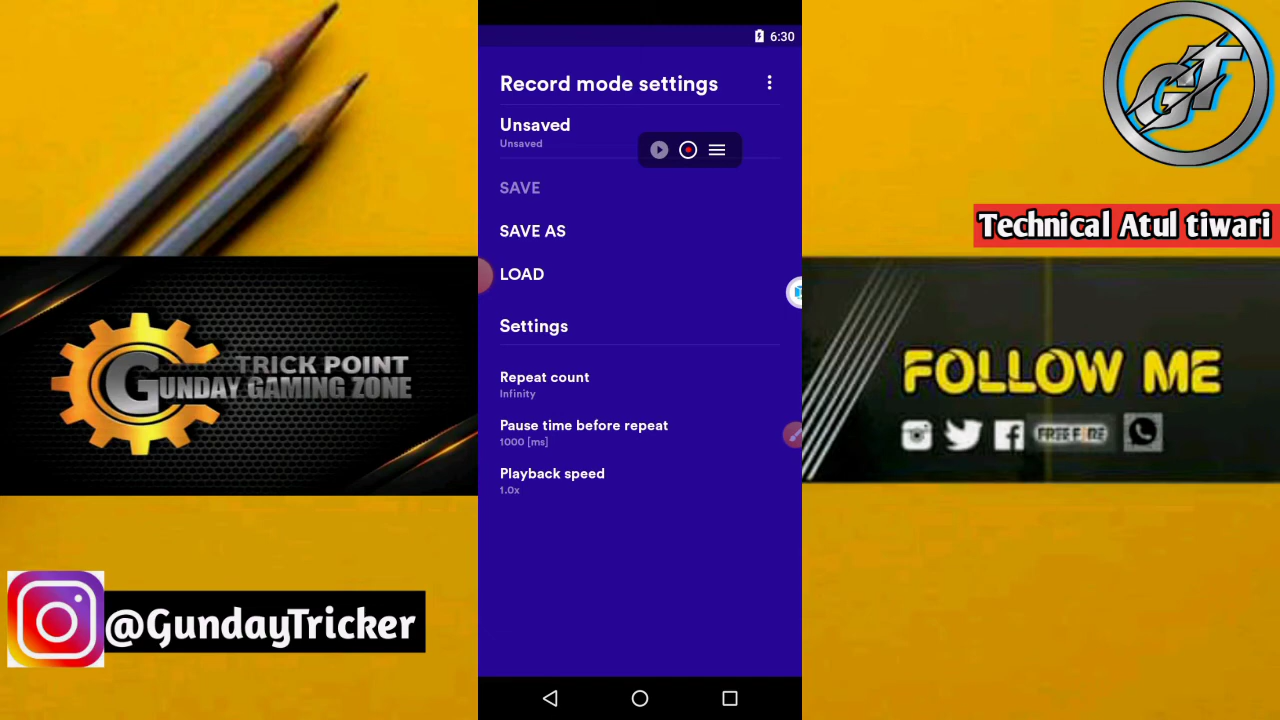 6:30
Record mode settings
Unsaved
Unsaved
SAVE
SAVE AS
LOAD
Settings
Repeat count
Infinity
Pause time before repeat
1000 [ms]
Playback speed
1.0x
TRICK POINT
GUNDAY GAMING ZONE
@GundayTricker
GT
Technical Atul tiwari
FOLLOW ME
FREE FIRE